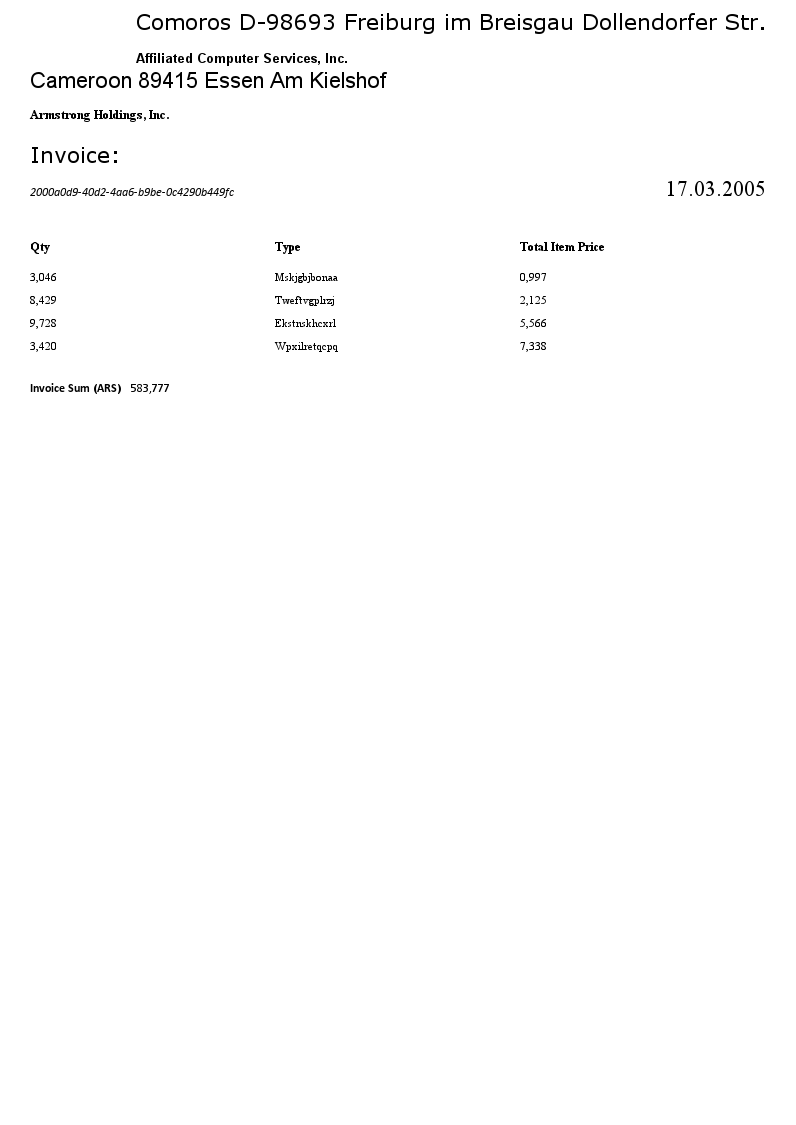 Comoros D-98693 Freiburg im Breisgau Dollendorfer Str.
Affiliated Computer Services, Inc.
Cameroon 89415 Essen Am Kielshof
Armstrong Holdings, Inc.
Invoice:
2000a0d9-40d2-4aa6-b9be-0c4290b449fc 17.03.2005
Qty Type Total Item Price
3,046 Mskjgbjbonaa 0,997
8,429 Tweftvgplrzj 2,125
9,728 Ekstnskhcxrl 5,566
3,420 Wpxilretqcpq 7,338
Invoice Sum (ARS) 583,777